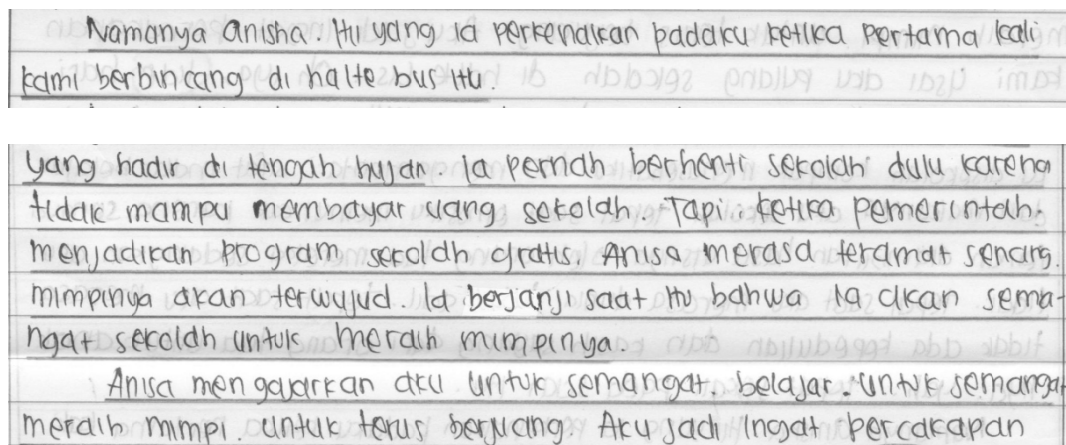 Namanya Anisha. Itu yang ia perkenalkan padaku ketika pertama kali
kami berbincang di halte bus itu.
yang hadir di tengah hujan. ia pernah berhenti sekolah dulu karena
tidak mampu membayar uang sekolah. Tapi ketika pemerintah
menjadikan program sekolah gratis, Anisa merasa teramat senang.
mimpinya akan terwujud. Ia berjanji saat itu bahwa ia akan sema-
ngat sekolah untuk meraih mimpinya.
Anisa mengajarkan aku untuk semangat belajar. untuk semangat
meraih mimpi. untuk terus berjuang. Aku jadi ingat percakapan